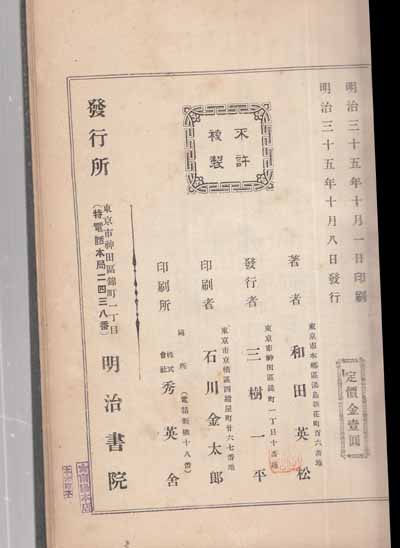 明治三十五年十月一日印刷
明治三十五年十月八日發行
定價金壹圓
不許
複製
東京市本鄕區湯島新花町百六番地
著者 和田英松
東京市神田區錦町一丁目十番地
發行者 三樹一平
東京市京橋區西紺屋町廿六番地
印刷者 石川金太郎
同所 (電話新橋十八番)
印刷所 株式會社 秀英舍
發行所
東京市神田區錦町一丁目
(特電話本局二四三八番)
明治書院